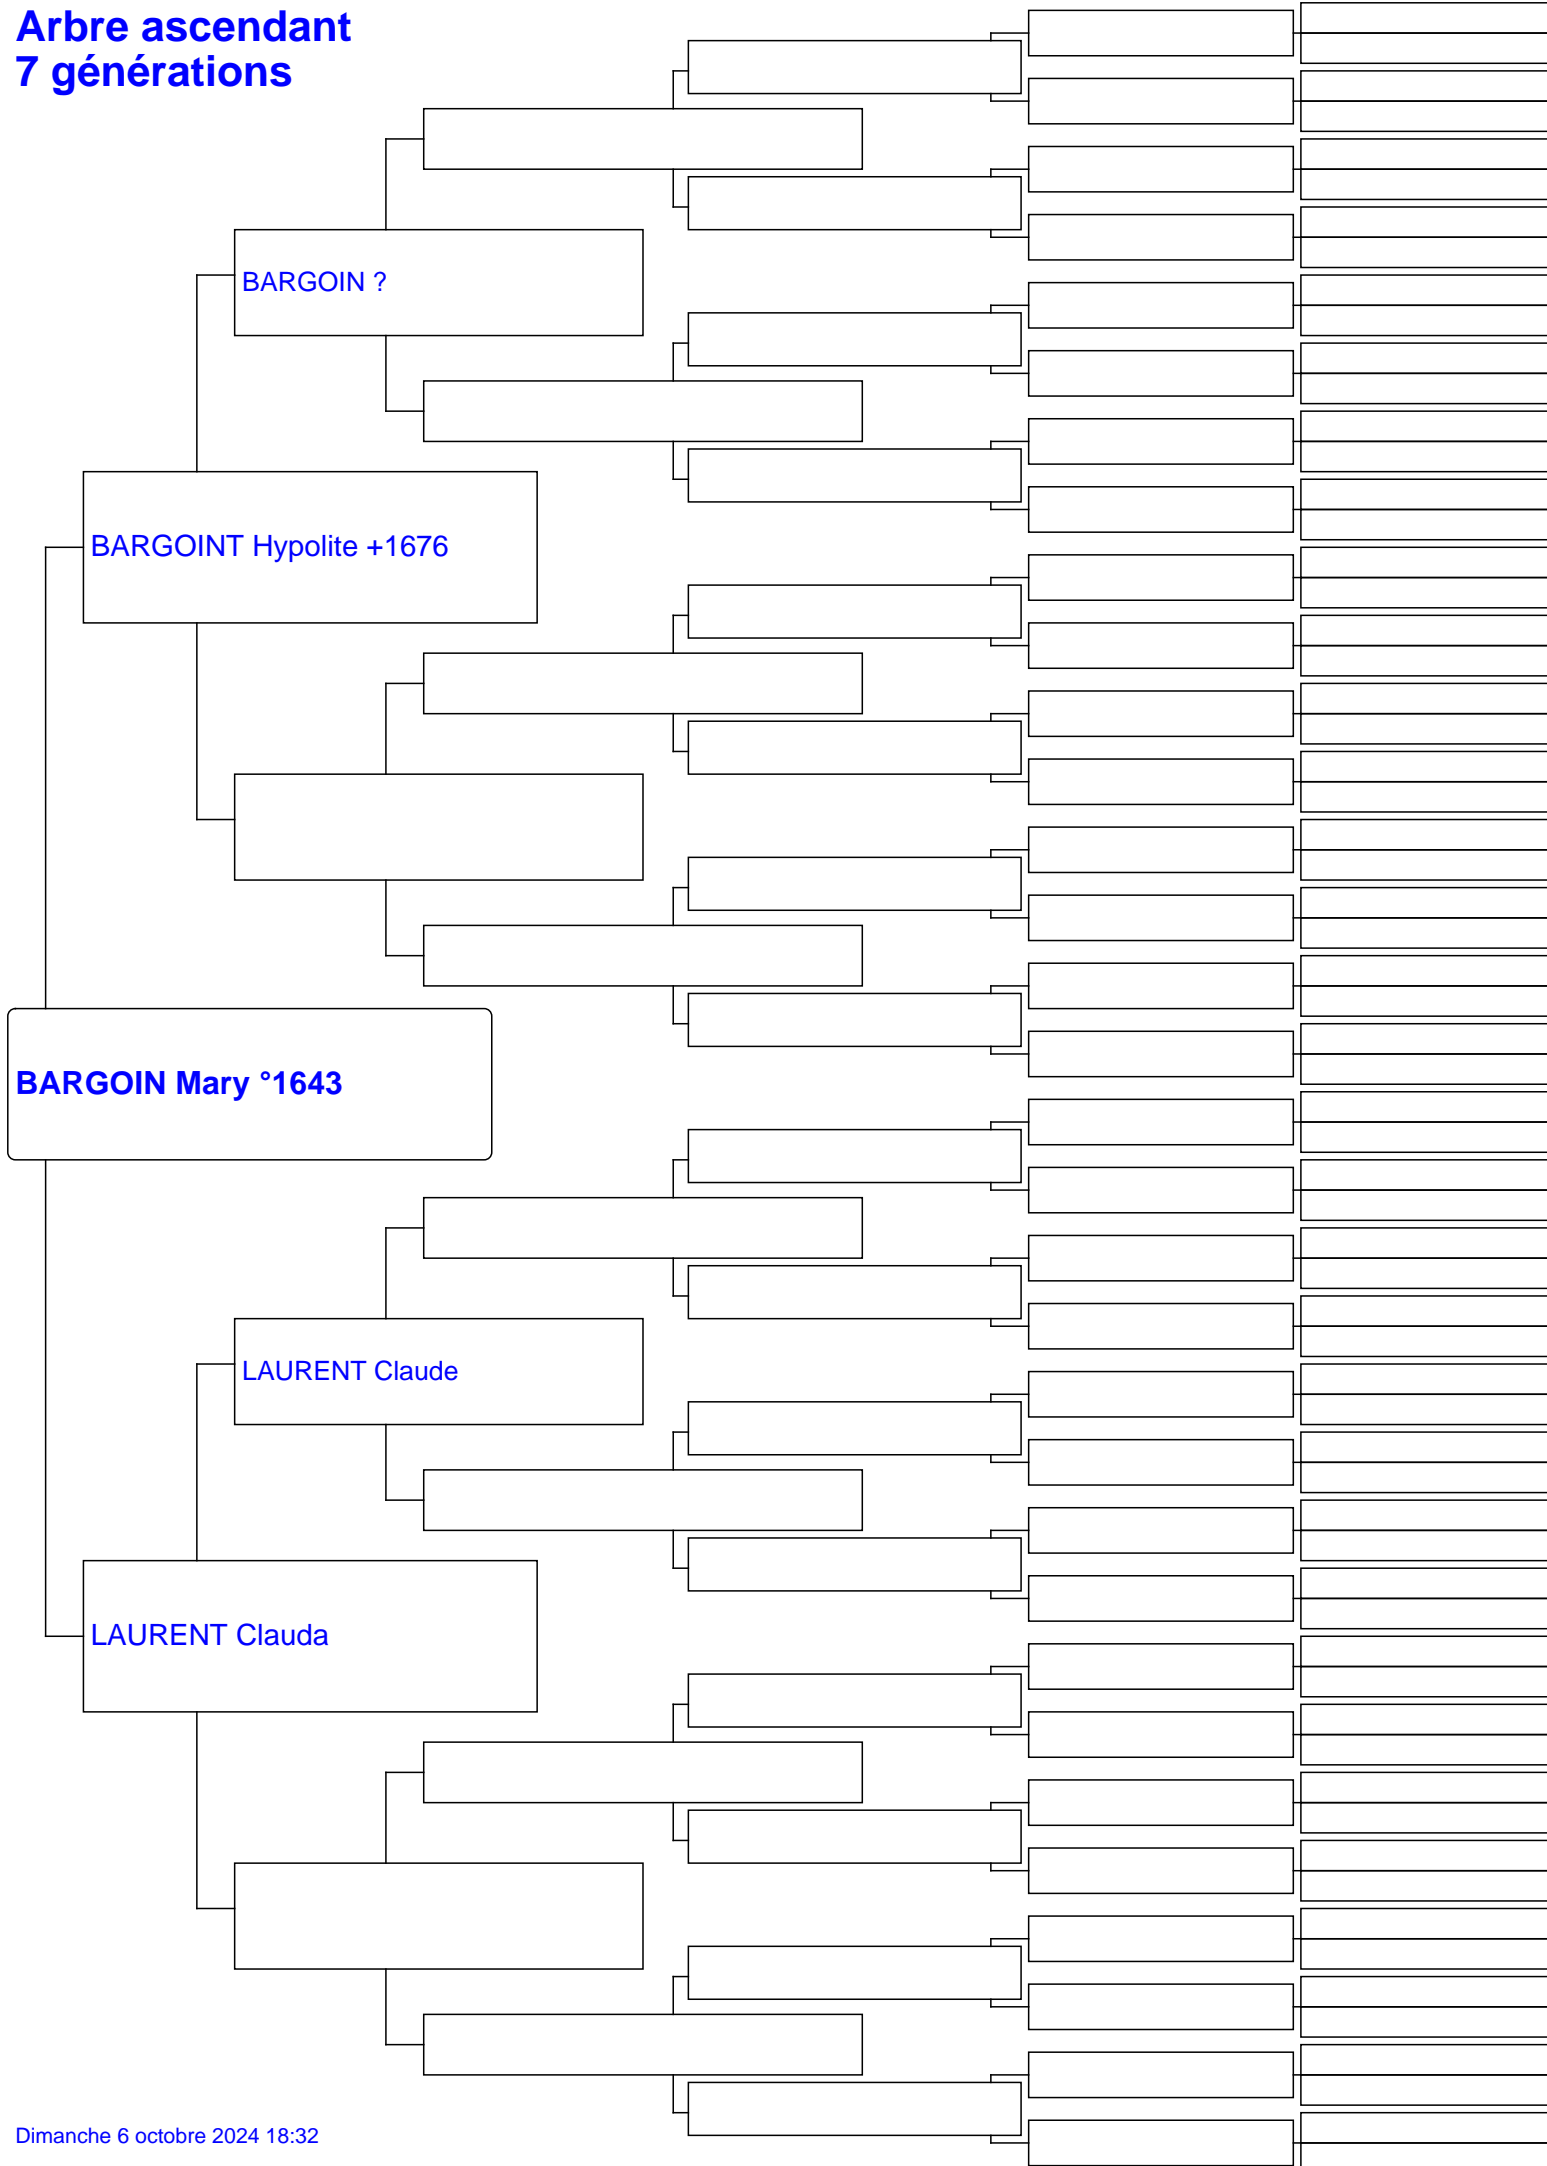 Arbre ascendant
7 générations
BARGOIN ?
BARGOINT Hypolite +1676
BARGOIN Mary °1643
LAURENT Claude
LAURENT Clauda
Dimanche 6 octobre 2024 18:32